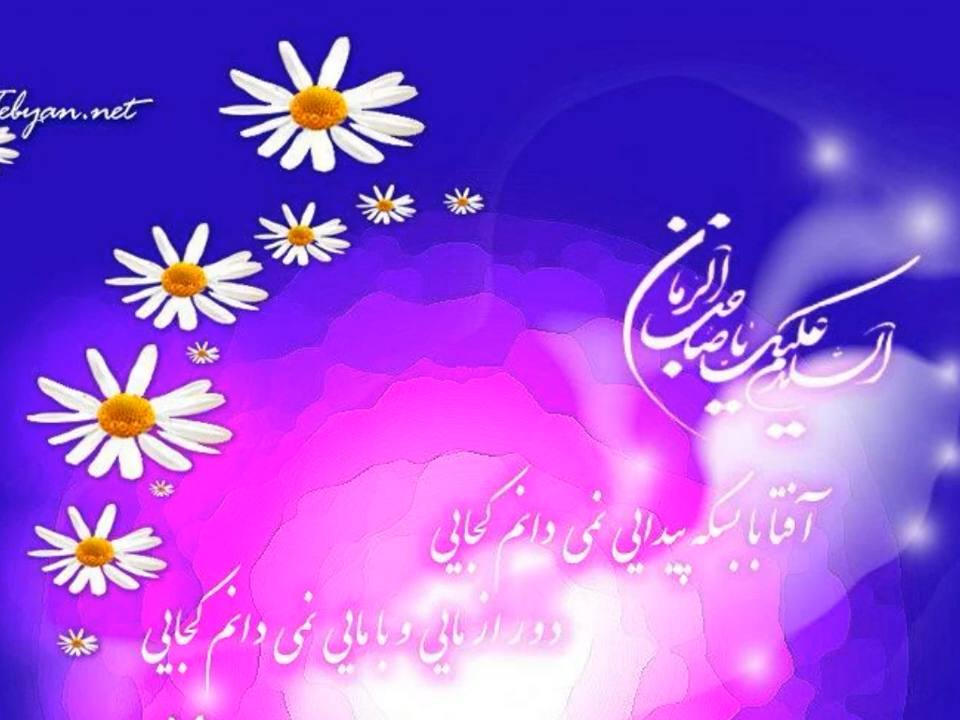 Tebyan.net
السلام علیک یا صاحب الزمان
آفتابا بسکه پیدایی نمی دانم کجایی
دور از مایی و با مایی نمی دانم کجایی